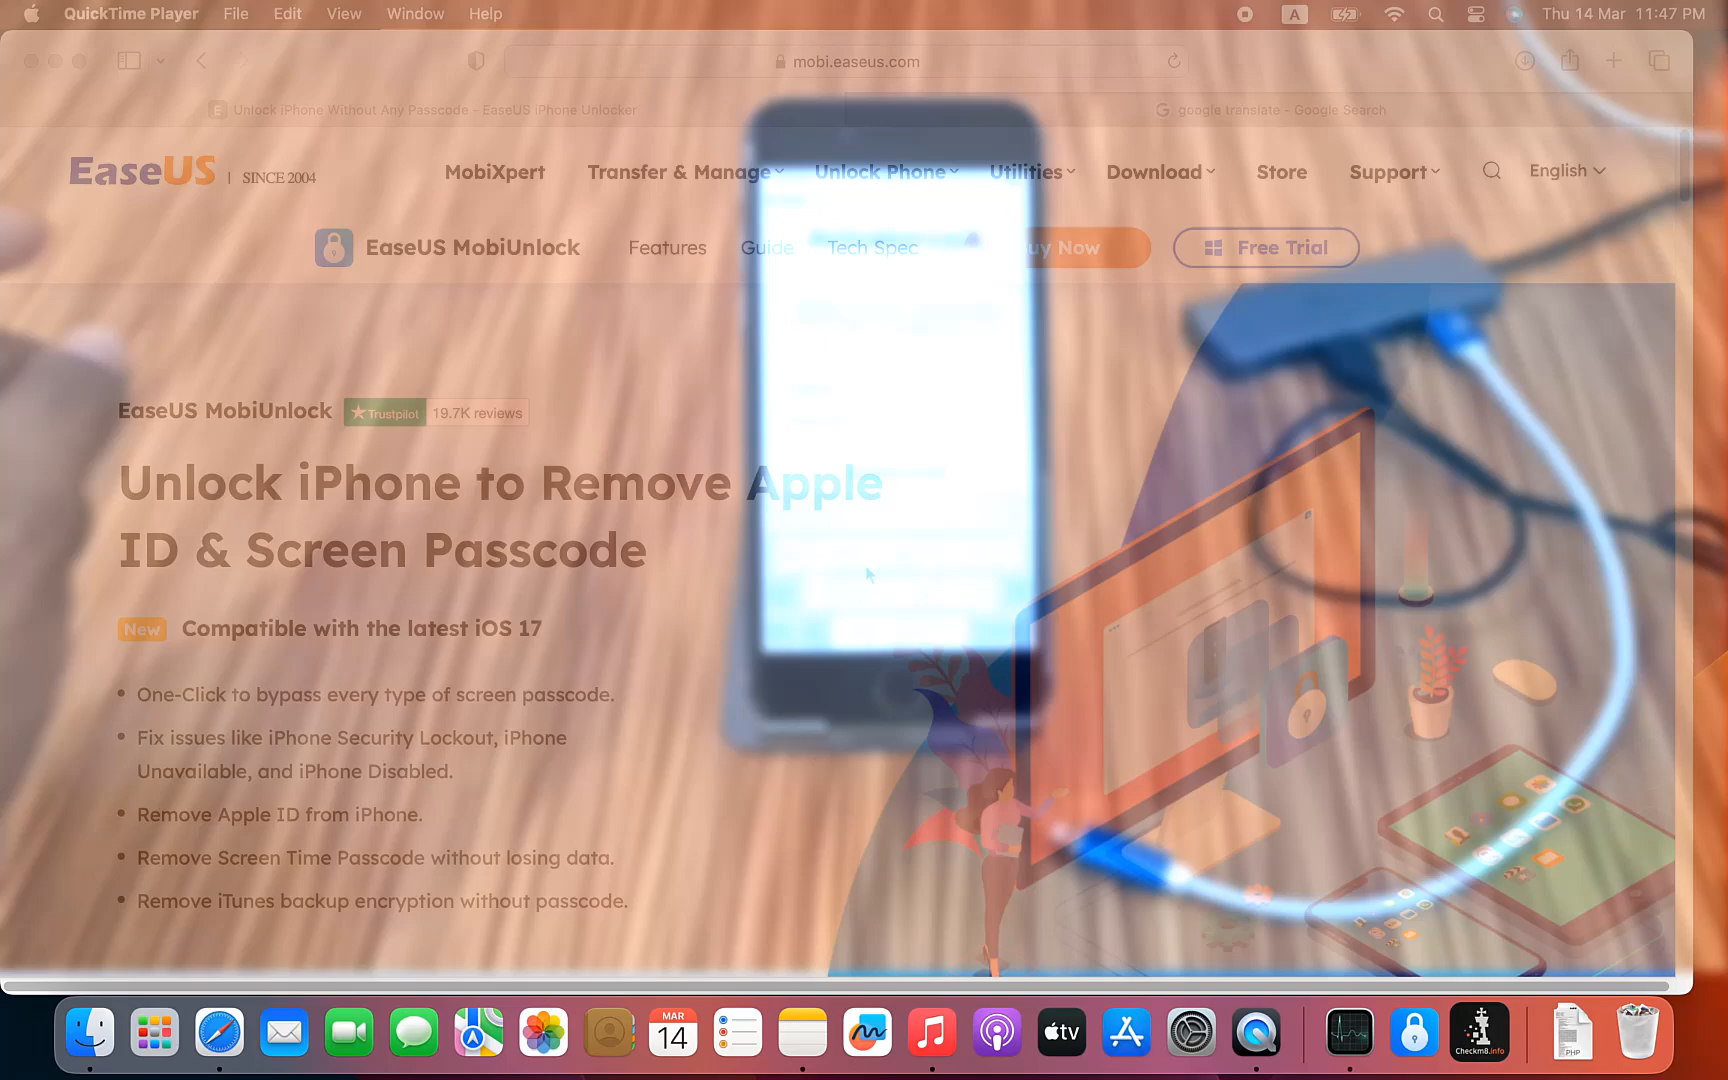 QuickTime Player File Edit View Window Help
A Thu 14 Mar 11:47 PM
mobi.easeus.com
E Unlock iPhone Without Any Passcode - EaseUS iPhone Unlocker
G google translate - Google Search
EaseUS | SINCE 2004
MobiXpert Transfer & Manage Unlock Phone Utilities Download Store Support English
EaseUS MobiUnlock Features Guide Tech Spec Buy Now Free Trial
EaseUS MobiUnlock Trustpilot 19.7K reviews
Unlock iPhone to Remove Apple
ID & Screen Passcode
New Compatible with the latest iOS 17
One-Click to bypass every type of screen passcode.
Fix issues like iPhone Security Lockout, iPhone
Unavailable, and iPhone Disabled.
Remove Apple ID from iPhone.
Remove Screen Time Passcode without losing data.
Remove iTunes backup encryption without passcode.
MAR
14
tv
Checkm8.info
PHP